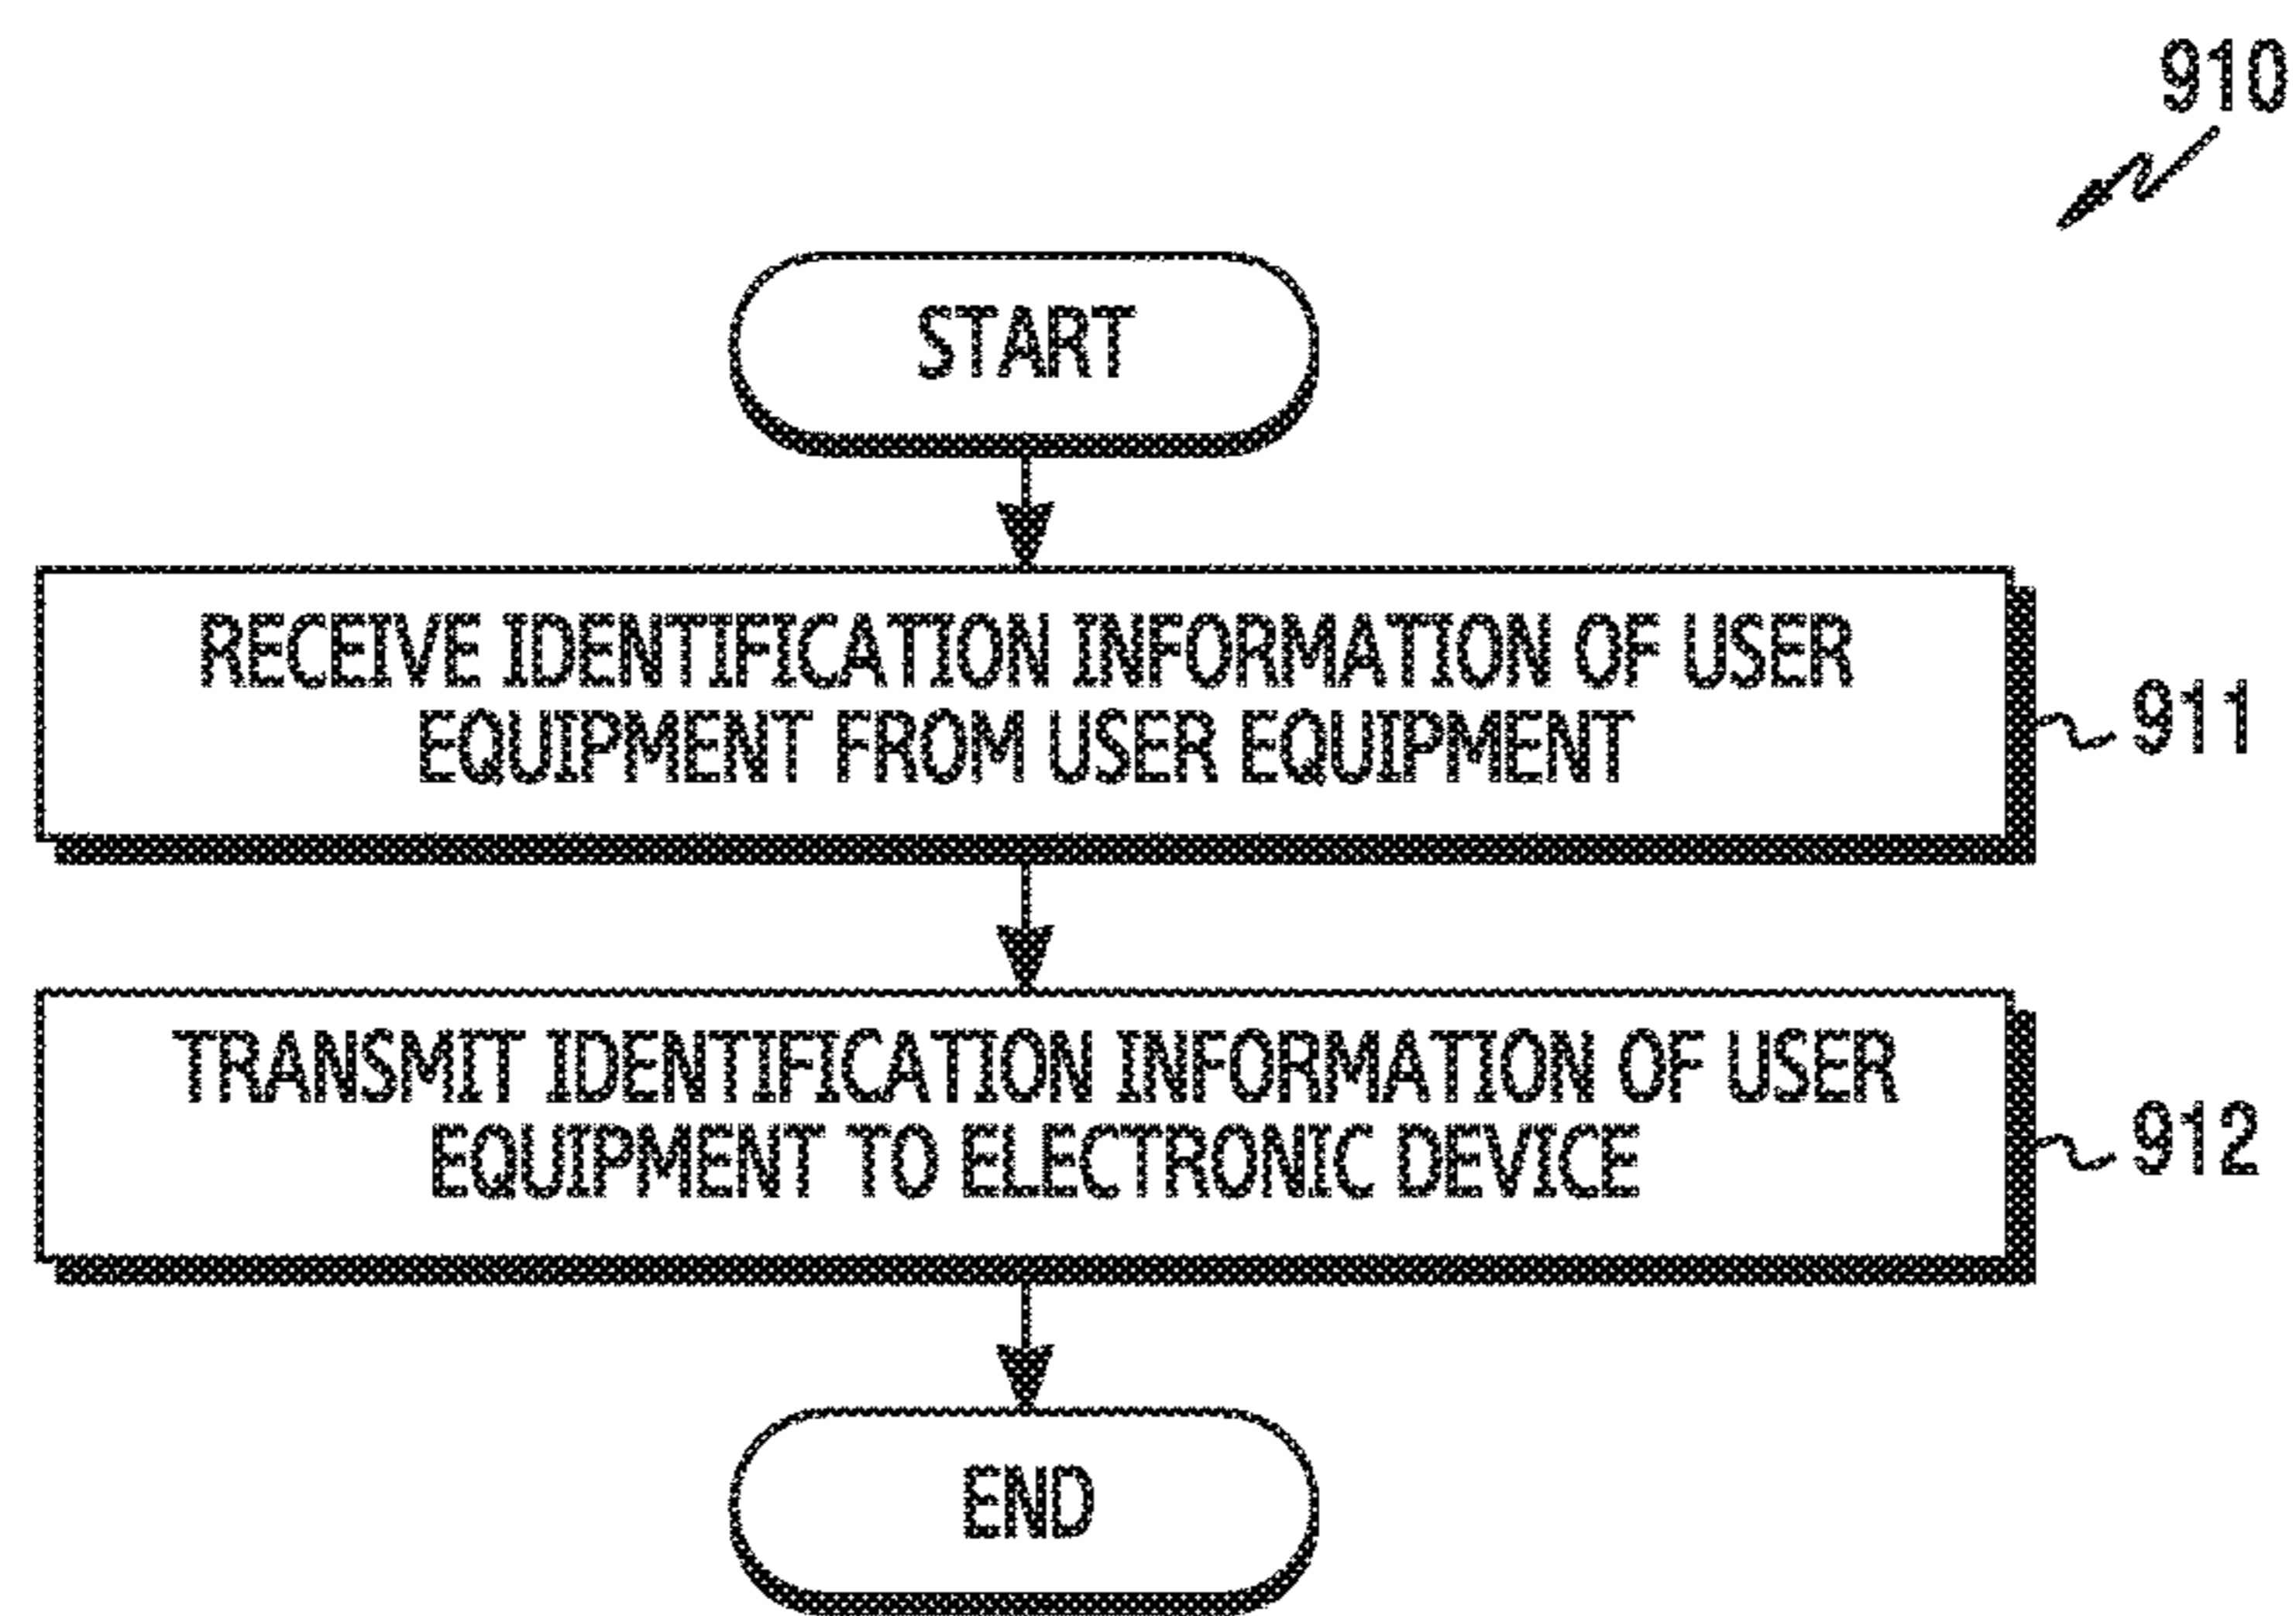 910
START
RECEIVE IDENTIFICATION INFORMATION OF USER
EQUIPMENT FROM USER EQUIPMENT
911
TRANSMIT IDENTIFICATION INFORMATION OF USER
EQUIPMENT TO ELECTRONIC DEVICE
912
END